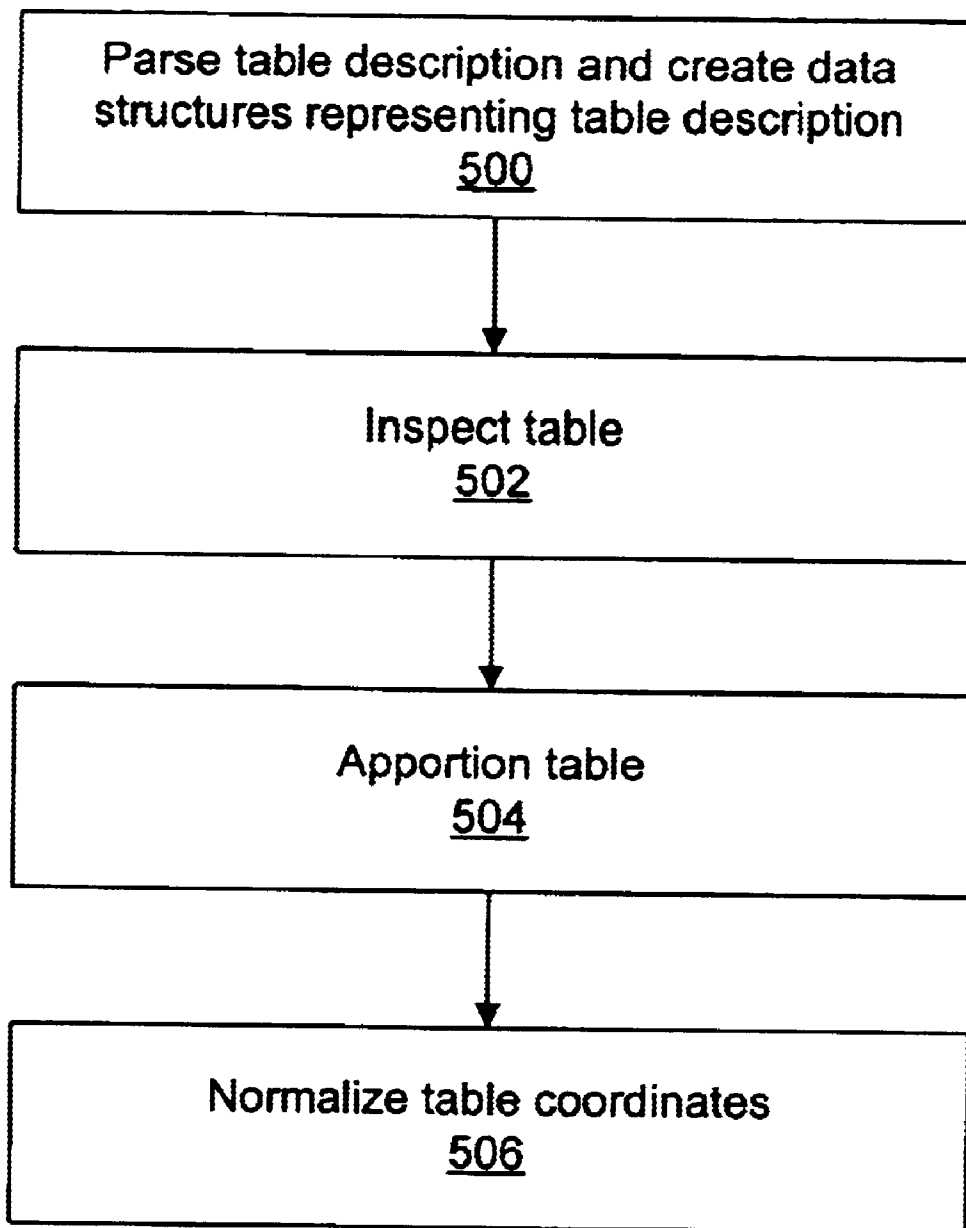 Parse table description and create data
structures representing table description
500
Inspect table
502
Apportion table
504
Normalize table coordinates
506